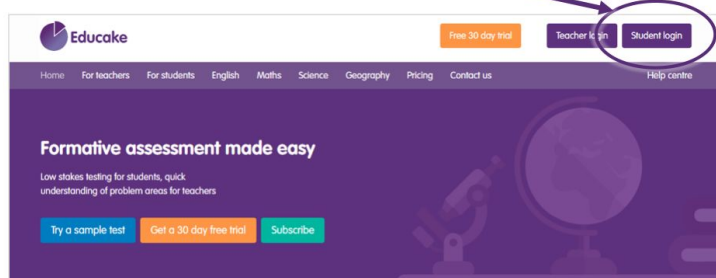 Educake
Free 30 day trial
Teacher login
Student login
Home For teachers For students English Maths Science Geography Pricing Contact us Help centre
Formative assessment made easy
Low stakes testing for students, quick
understanding of problem areas for teachers
Try a sample test Get a 30 day free trial Subscribe